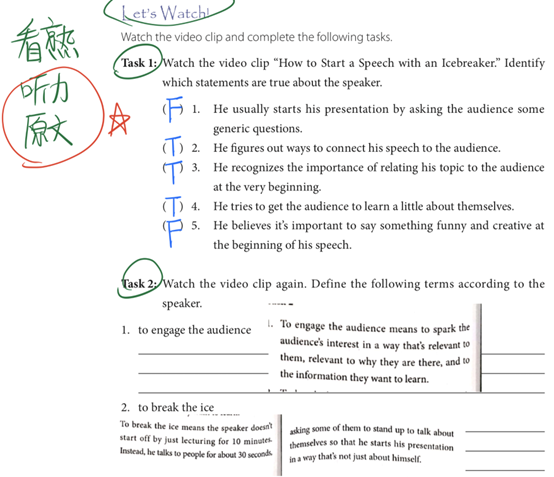 Let's Watch!
Watch the video clip and complete the following tasks.
看熟
听力
原文
Task 1: Watch the video clip “How to Start a Speech with an Icebreaker.” Identify
which statements are true about the speaker.
(F) 1. He usually starts his presentation by asking the audience some
generic questions.
(T) 2. He figures out ways to connect his speech to the audience.
(T) 3. He recognizes the importance of relating his topic to the audience
at the very beginning.
(T) 4. He tries to get the audience to learn a little about themselves.
(F) 5. He believes it’s important to say something funny and creative at
the beginning of his speech.
Task 2: Watch the video clip again. Define the following terms according to the
speaker.
1. to engage the audience
1. To engage the audience means to spark the
audience's interest in a way that's relevant to
them, relevant to why they are there, and to
the information they want to learn.
2. to break the ice
To break the ice means the speaker doesn't
start off by just lecturing for 10 minutes.
Instead, he talks to people for about 30 seconds,
asking some of them to stand up to talk about
themselves so that he starts his presentation
in a way that's not just about himself.